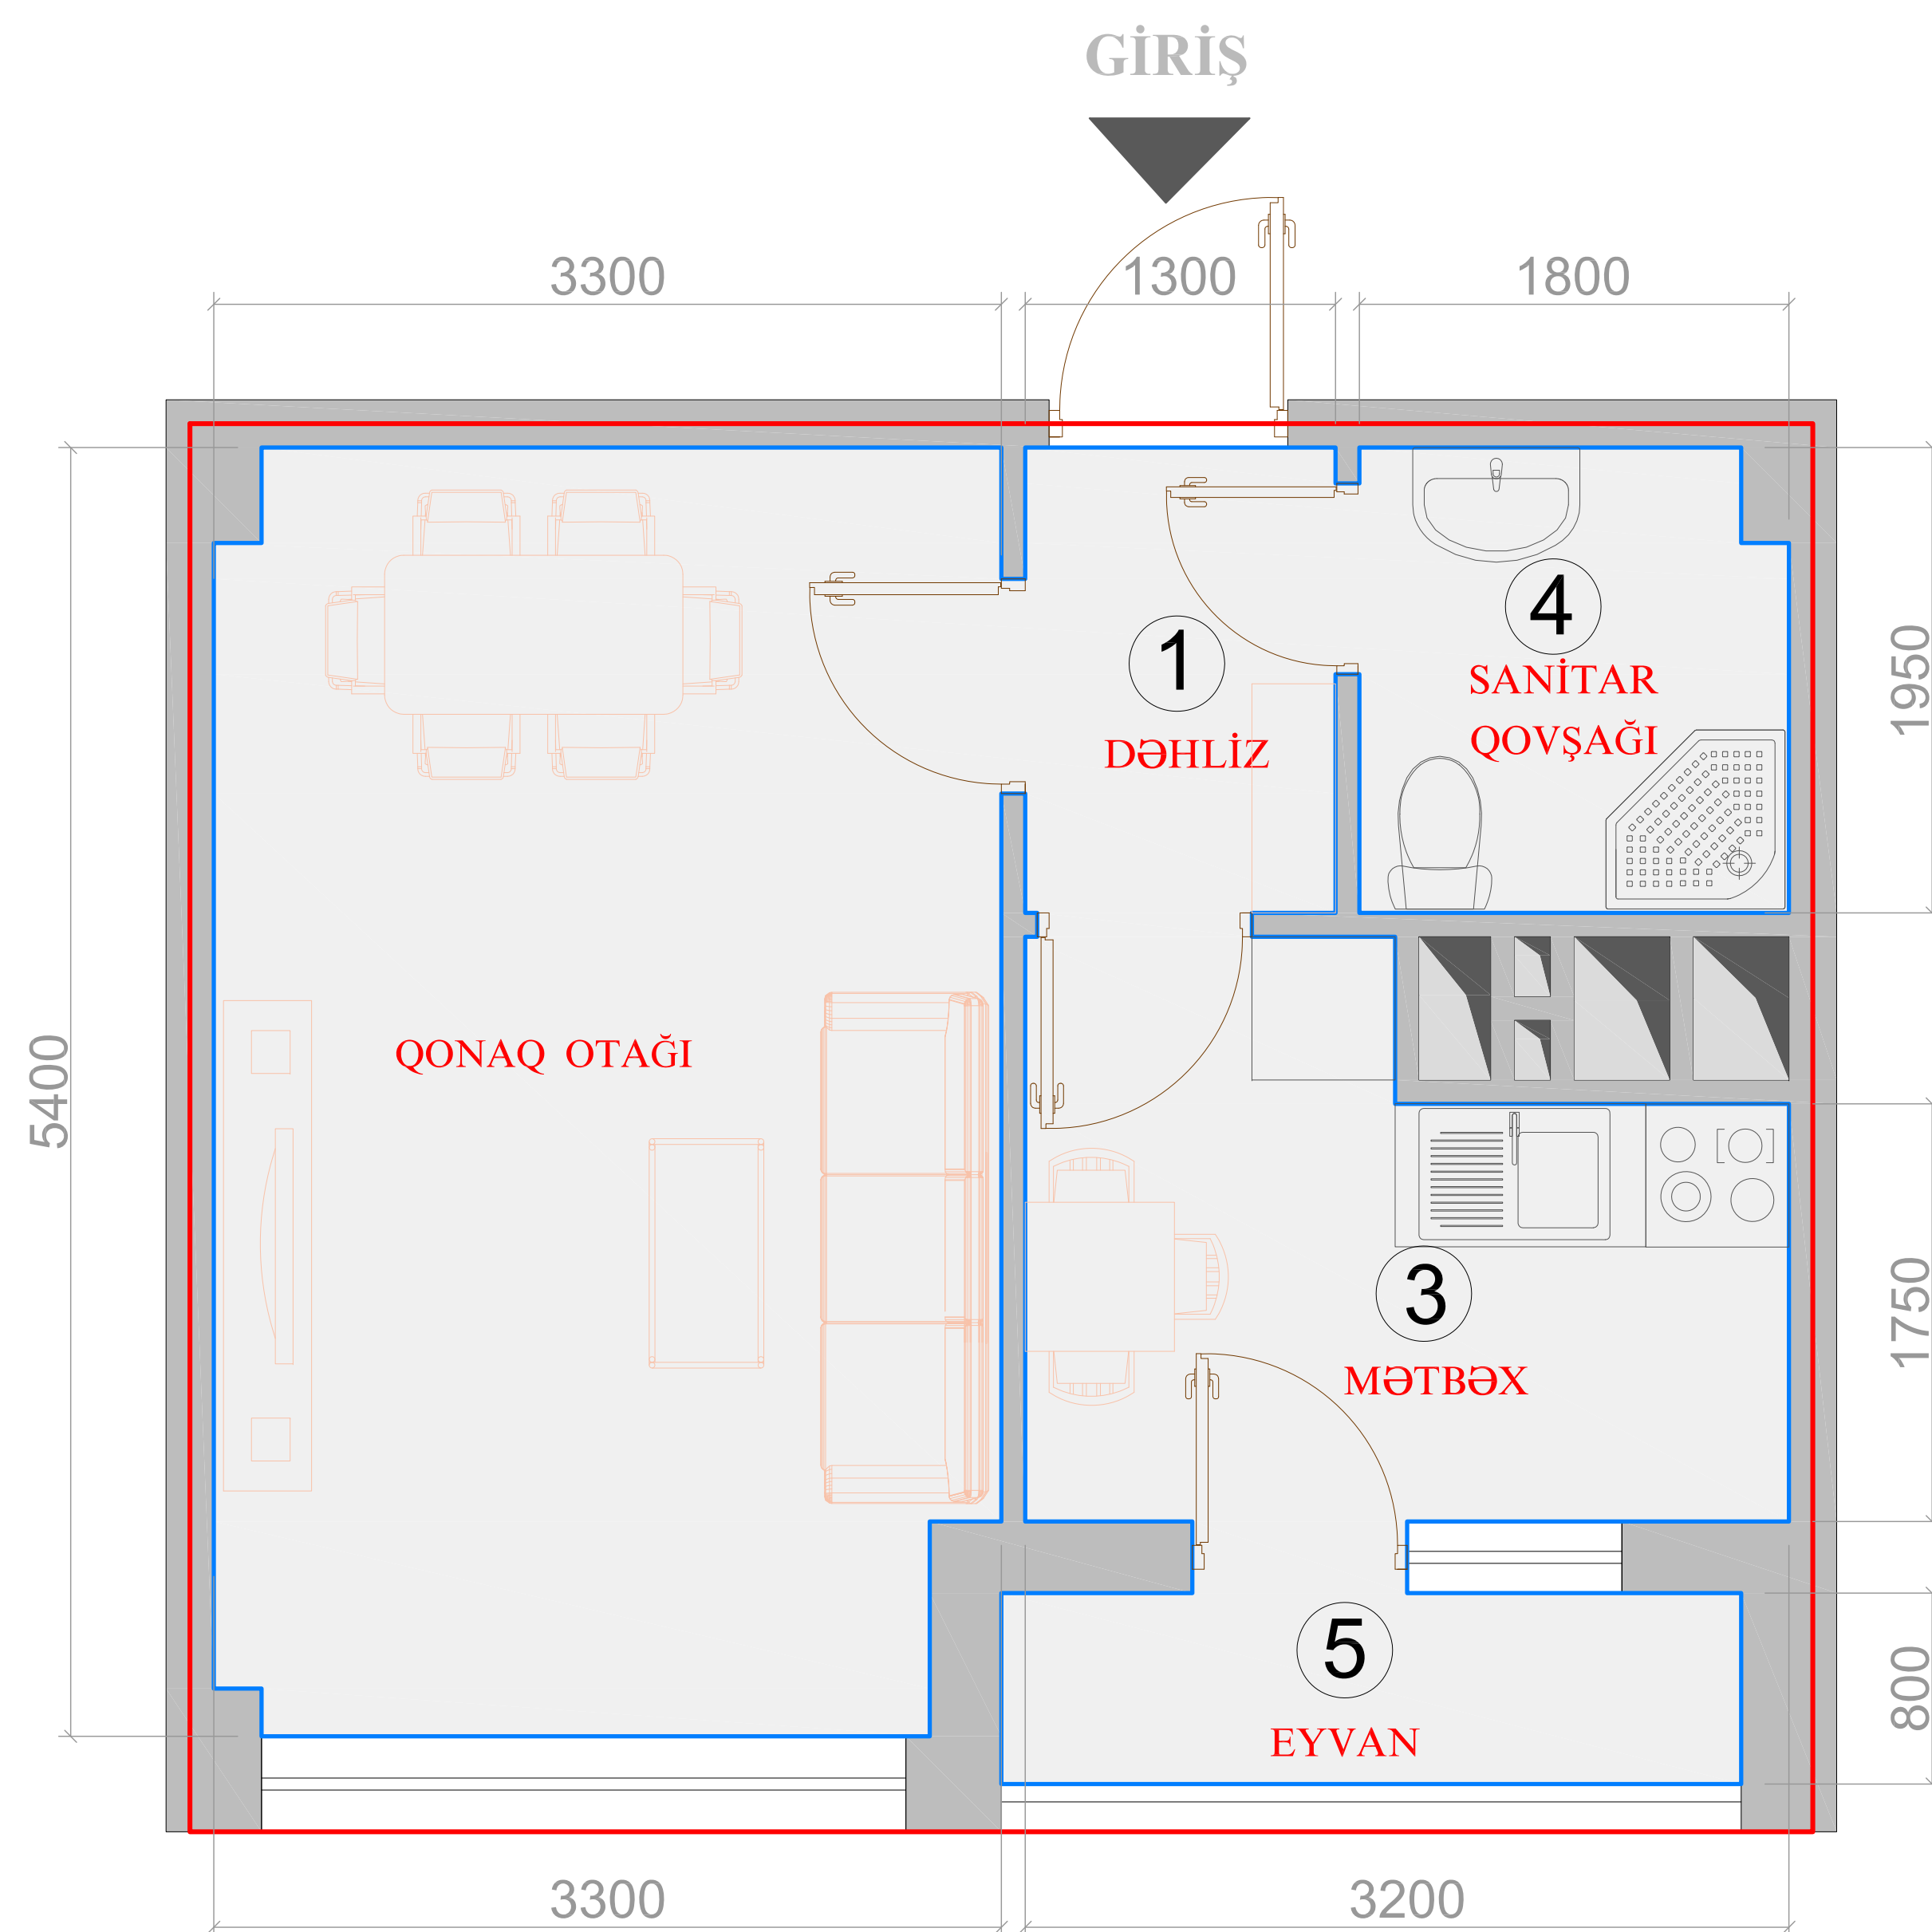 GİRİŞ
3300
1300
1800
4
SANİTAR
QOVŞAĞI
1
DƏHLİZ
1950
QONAQ OTAĞI
5400
3
MƏTBƏX
1750
5
EYVAN
800
3300
3200